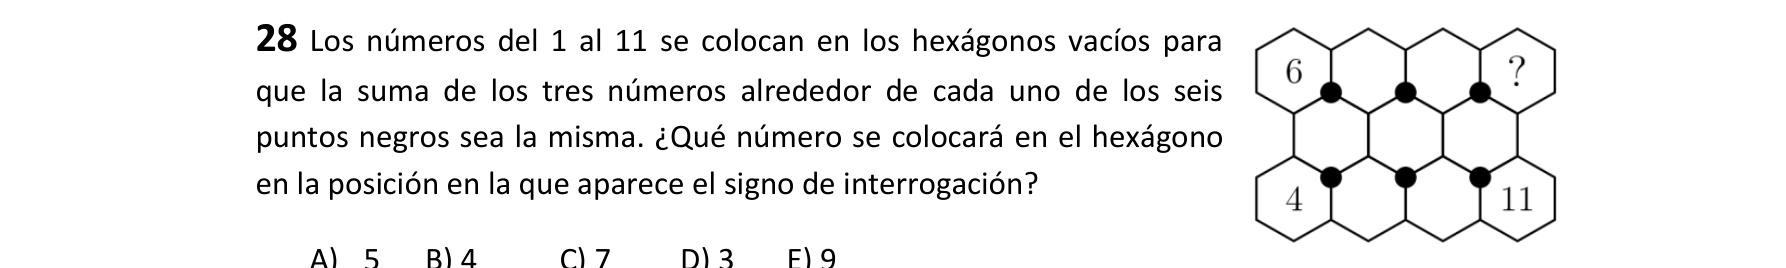 28 Los números del 1 al 11 se colocan en los hexágonos vacíos para
que la suma de los tres números alrededor de cada uno de los seis
puntos negros sea la misma. ¿Qué número se colocará en el hexágono
en la posición en la que aparece el signo de interrogación?
A) 5 B) 4 C) 7 D) 3 E) 9
6 ?
4 11